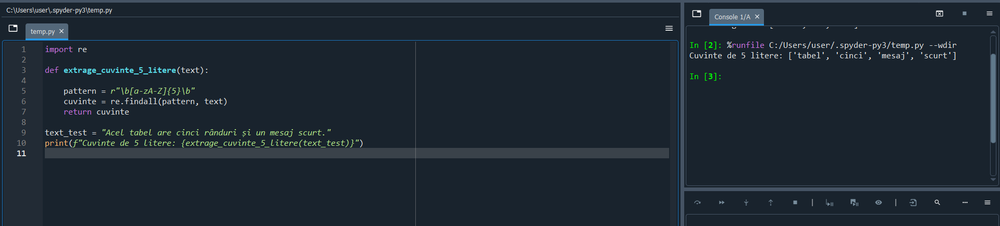 C:\Users\user\.spyder-py3\temp.py
temp.py
1 import re
2
3 def extrage_cuvinte_5_litere(text):
4
5     pattern = r"\b[a-zA-Z]{5}\b"
6     cuvinte = re.findall(pattern, text)
7     return cuvinte
8
9 text_test = "Acel tabel are cinci rânduri și un mesaj scurt."
10 print(f"Cuvinte de 5 litere: {extrage_cuvinte_5_litere(text_test)}")
11
Console 1/A
In [2]: %runfile C:/Users/user/.spyder-py3/temp.py --wdir
Cuvinte de 5 litere: ['tabel', 'cinci', 'mesaj', 'scurt']
In [3]: